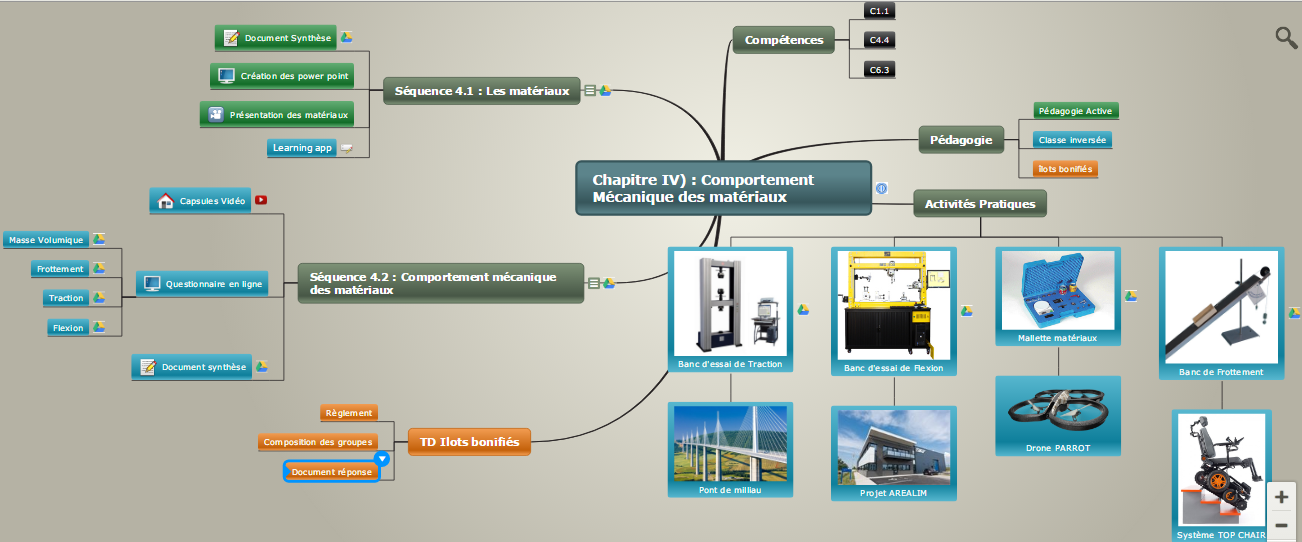 Chapitre IV) : Comportement
Mécanique des matériaux
Séquence 4.1 : Les matériaux
Document Synthèse
Création des power point
Présentation des matériaux
Learning app
Séquence 4.2 : Comportement mécanique
des matériaux
Capsules Vidéo
Questionnaire en ligne
Masse Volumique
Frottement
Traction
Flexion
Document synthèse
TD Ilots bonifiés
Règlement
Composition des groupes
Document réponse
Compétences
C1.1
C4.4
C6.3
Pédagogie
Pédagogie Active
Classe inversée
Îlots bonifiés
Activités Pratiques
Banc d'essai de Traction
Pont de milliau
Banc d'essai de Flexion
Projet AREALIM
Mallette matériaux
Drone PARROT
Banc de Frottement
Système TOP CHAIR
+
−